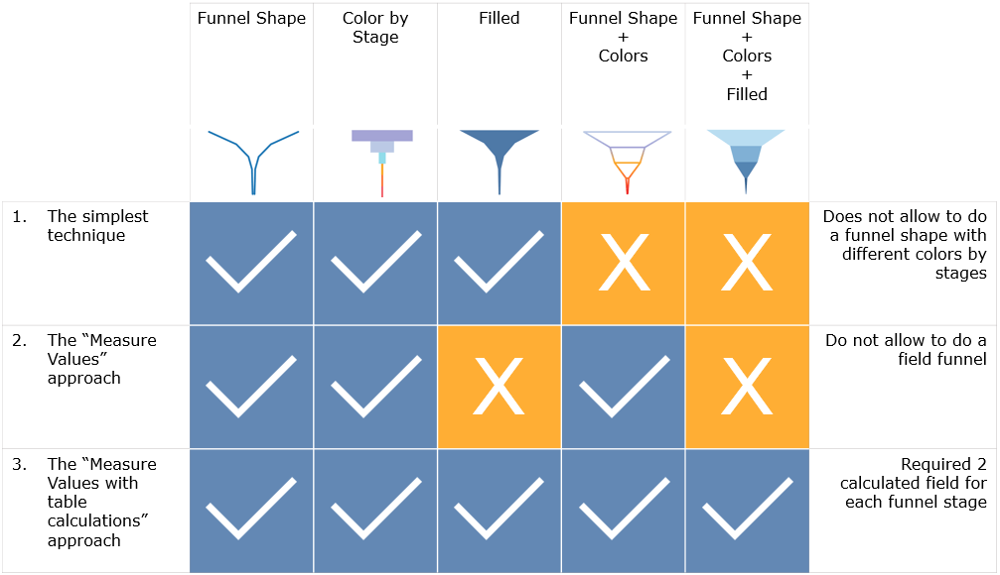 Funnel Shape
Color by
Stage
Filled
Funnel Shape
+
Colors
Funnel Shape
+
Colors
+
Filled
1. The simplest
technique
X
X
Does not allow to do
a funnel shape with
different colors by
stages
2. The “Measure
Values”
approach
X
X
Do not allow to do a
field funnel
3. The “Measure
Values with
table
calculations”
approach
Required 2
calculated field for
each funnel stage